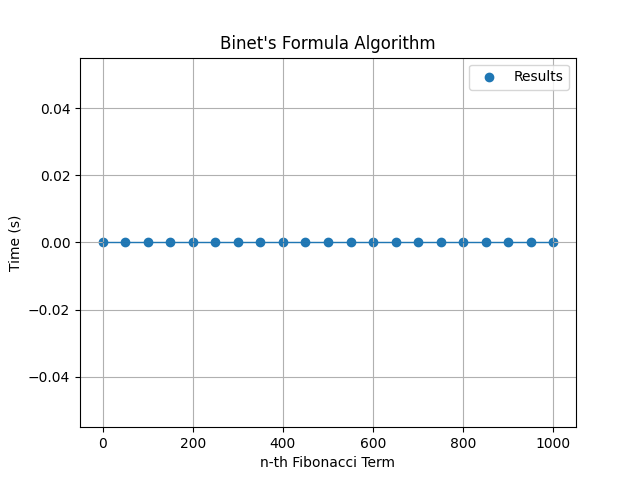 Binet's Formula Algorithm
Results
0.04
0.02
0.00
−0.02
−0.04
Time (s)
0 200 400 600 800 1000
n-th Fibonacci Term